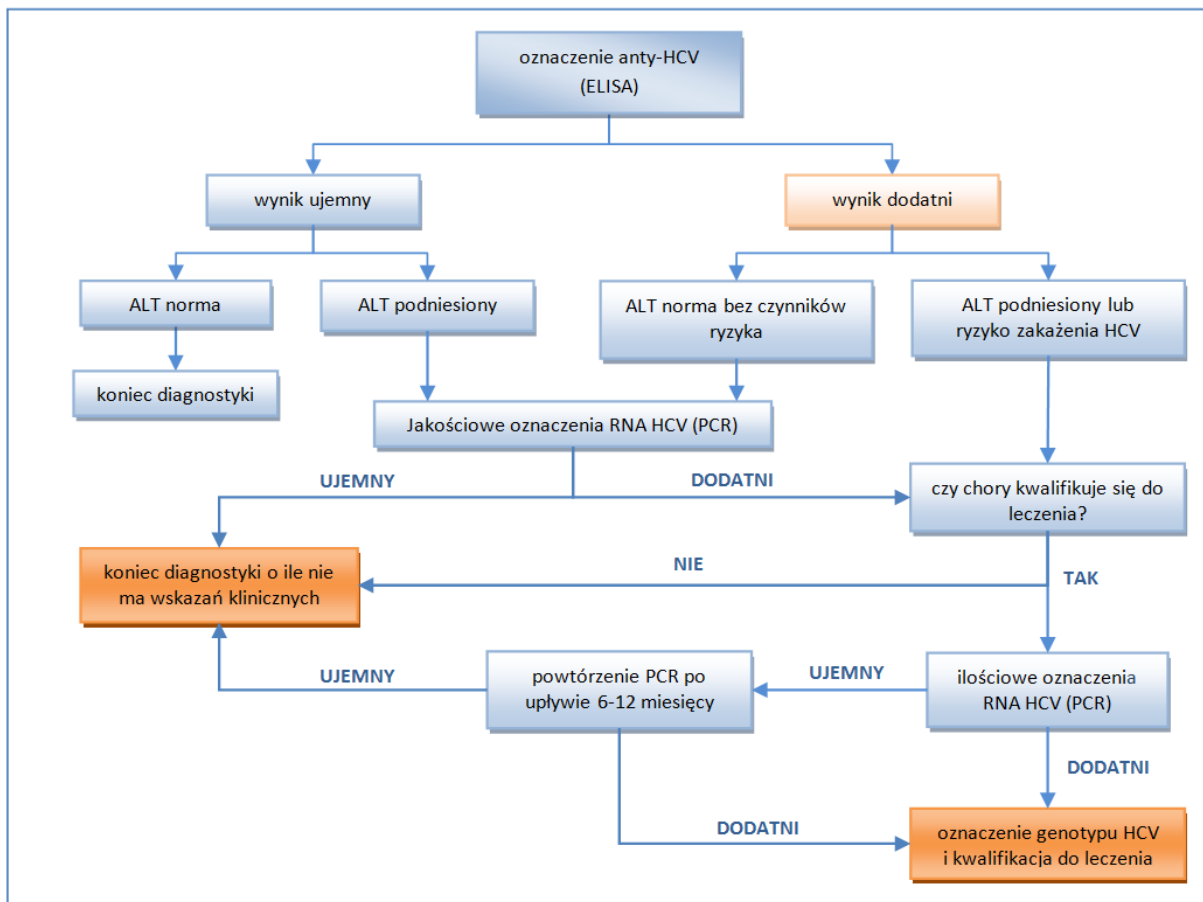 oznaczenie anty-HCV
(ELISA)
wynik ujemny
wynik dodatni
ALT norma
ALT podniesiony
ALT norma bez czynników
ryzyka
ALT podniesiony lub
ryzyko zakażenia HCV
koniec diagnostyki
Jakościowe oznaczenia RNA HCV (PCR)
UJEMNY
DODATNI
czy chory kwalifikuje się do
leczenia?
koniec diagnostyki o ile nie
ma wskazań klinicznych
NIE
TAK
UJEMNY
powtórzenie PCR po
upływie 6-12 miesięcy
UJEMNY
ilościowe oznaczenia
RNA HCV (PCR)
DODATNI
DODATNI
oznaczenie genotypu HCV
i kwalifikacja do leczenia